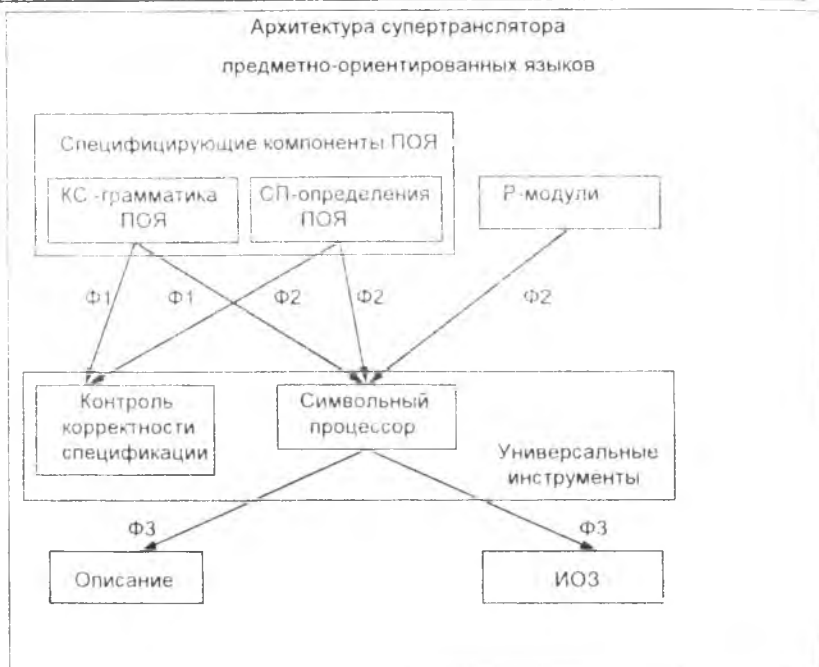 Архитектура супертранслятора
предметно-ориентированных языков
Специфицирующие компоненты ПОЯ
КС -грамматика
ПОЯ
СП-определения
ПОЯ
Р-модули
Ф1
Ф1
Ф2
Ф2
Ф2
Контроль
корректности
спецификации
Символьный
процессор
Универсальные
инструменты
Ф3
Ф3
Описание
ИОЗ